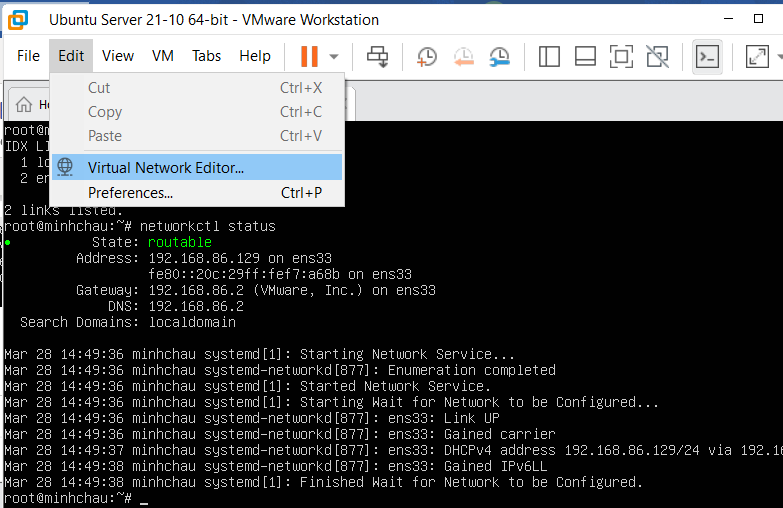 Ubuntu Server 21-10 64-bit - VMware Workstation
File Edit View VM Tabs Help
Cut Ctrl+X
Copy Ctrl+C
Paste Ctrl+V
Virtual Network Editor...
Preferences... Ctrl+P
IDX
2 links listed.
root@minhchau:~# networkctl status
● State: routable
Address: 192.168.86.129 on ens33
fe80::20c:29ff:fef7:a68b on ens33
Gateway: 192.168.86.2 (VMware, Inc.) on ens33
DNS: 192.168.86.2
Search Domains: localdomain
Mar 28 14:49:36 minhchau systemd[1]: Starting Network Service...
Mar 28 14:49:36 minhchau systemd-networkd[877]: Enumeration completed
Mar 28 14:49:36 minhchau systemd[1]: Started Network Service.
Mar 28 14:49:36 minhchau systemd[1]: Starting Wait for Network to be Configured...
Mar 28 14:49:36 minhchau systemd-networkd[877]: ens33: Link UP
Mar 28 14:49:36 minhchau systemd-networkd[877]: ens33: Gained carrier
Mar 28 14:49:37 minhchau systemd-networkd[877]: ens33: DHCPv4 address 192.168.86.129/24 via 192.16
Mar 28 14:49:38 minhchau systemd-networkd[877]: ens33: Gained IPv6LL
Mar 28 14:49:38 minhchau systemd[1]: Finished Wait for Network to be Configured.
root@minhchau:~# _